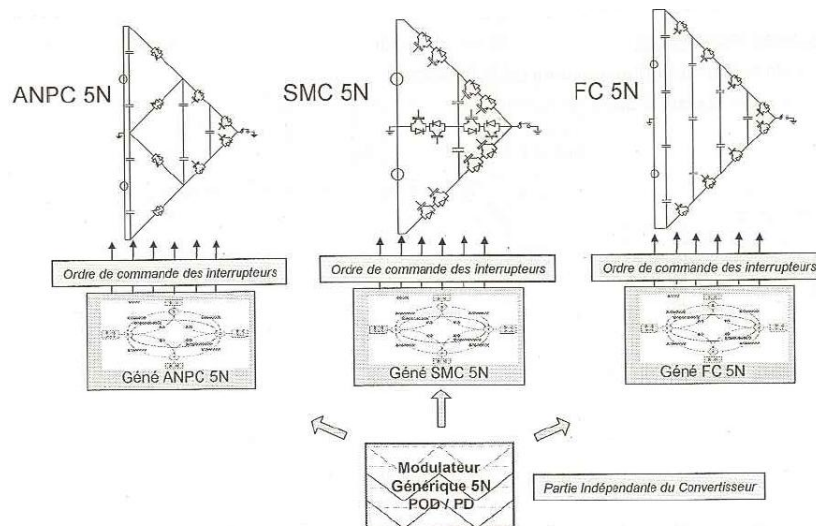 ANPC 5N
SMC 5N
FC 5N
Ordre de commande des interrupteurs
Ordre de commande des interrupteurs
Ordre de commande des interrupteurs
Géné ANPC 5N
Géné SMC 5N
Géné FC 5N
Modulateur
Générique 5N
POD / PD
Partie Indépendante du Convertisseur